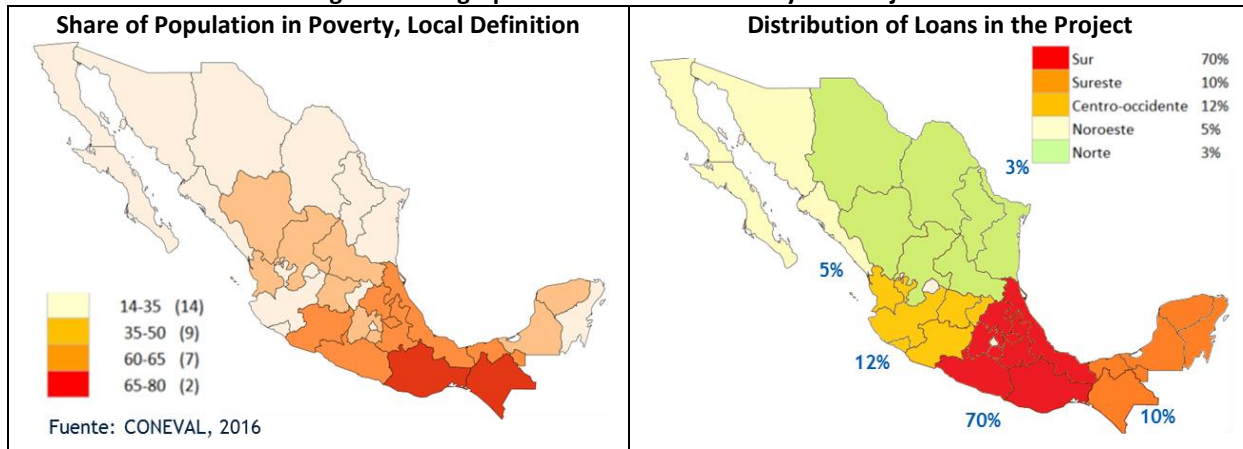 Share of Population in Poverty, Local Definition
14-35 (14)
35-50 (9)
60-65 (7)
65-80 (2)
Fuente: CONEVAL, 2016
Distribution of Loans in the Project
Sur 70%
Sureste 10%
Centro-occidente 12%
Noroeste 5%
Norte 3%
3%
5%
12%
70%
10%